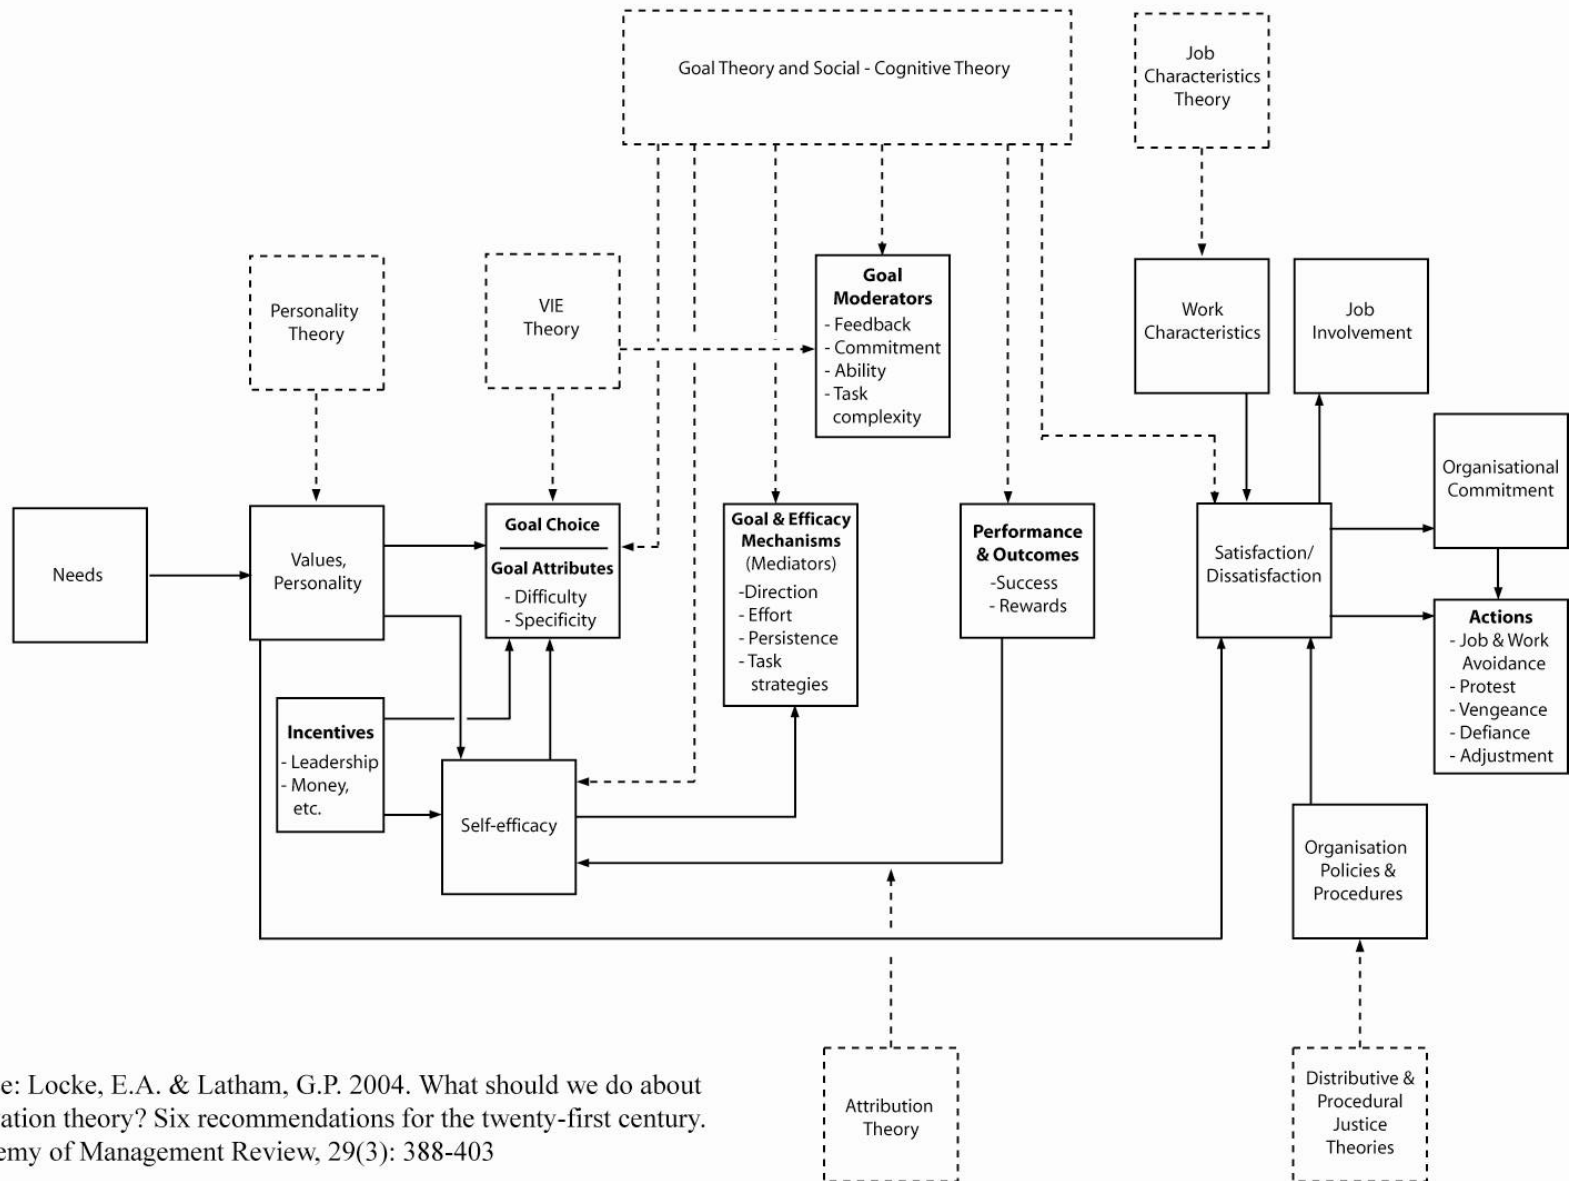 Goal Theory and Social - Cognitive Theory
Job
Characteristics
Theory
Personality
Theory
VIE
Theory
Goal
Moderators
- Feedback
- Commitment
- Ability
- Task
complexity
Work
Characteristics
Job
Involvement
Needs
Values,
Personality
Goal Choice
Goal Attributes
- Difficulty
- Specificity
Goal & Efficacy
Mechanisms
(Mediators)
-Direction
- Effort
- Persistence
- Task
strategies
Performance
& Outcomes
-Success
- Rewards
Satisfaction/
Dissatisfaction
Organisational
Commitment
Actions
- Job & Work
Avoidance
- Protest
- Vengeance
- Defiance
- Adjustment
Incentives
- Leadership
- Money,
etc.
Self-efficacy
Organisation
Policies &
Procedures
Attribution
Theory
Distributive &
Procedural
Justice
Theories
e: Locke, E.A. & Latham, G.P. 2004. What should we do about
ation theory? Six recommendations for the twenty-first century.
emy of Management Review, 29(3): 388-403